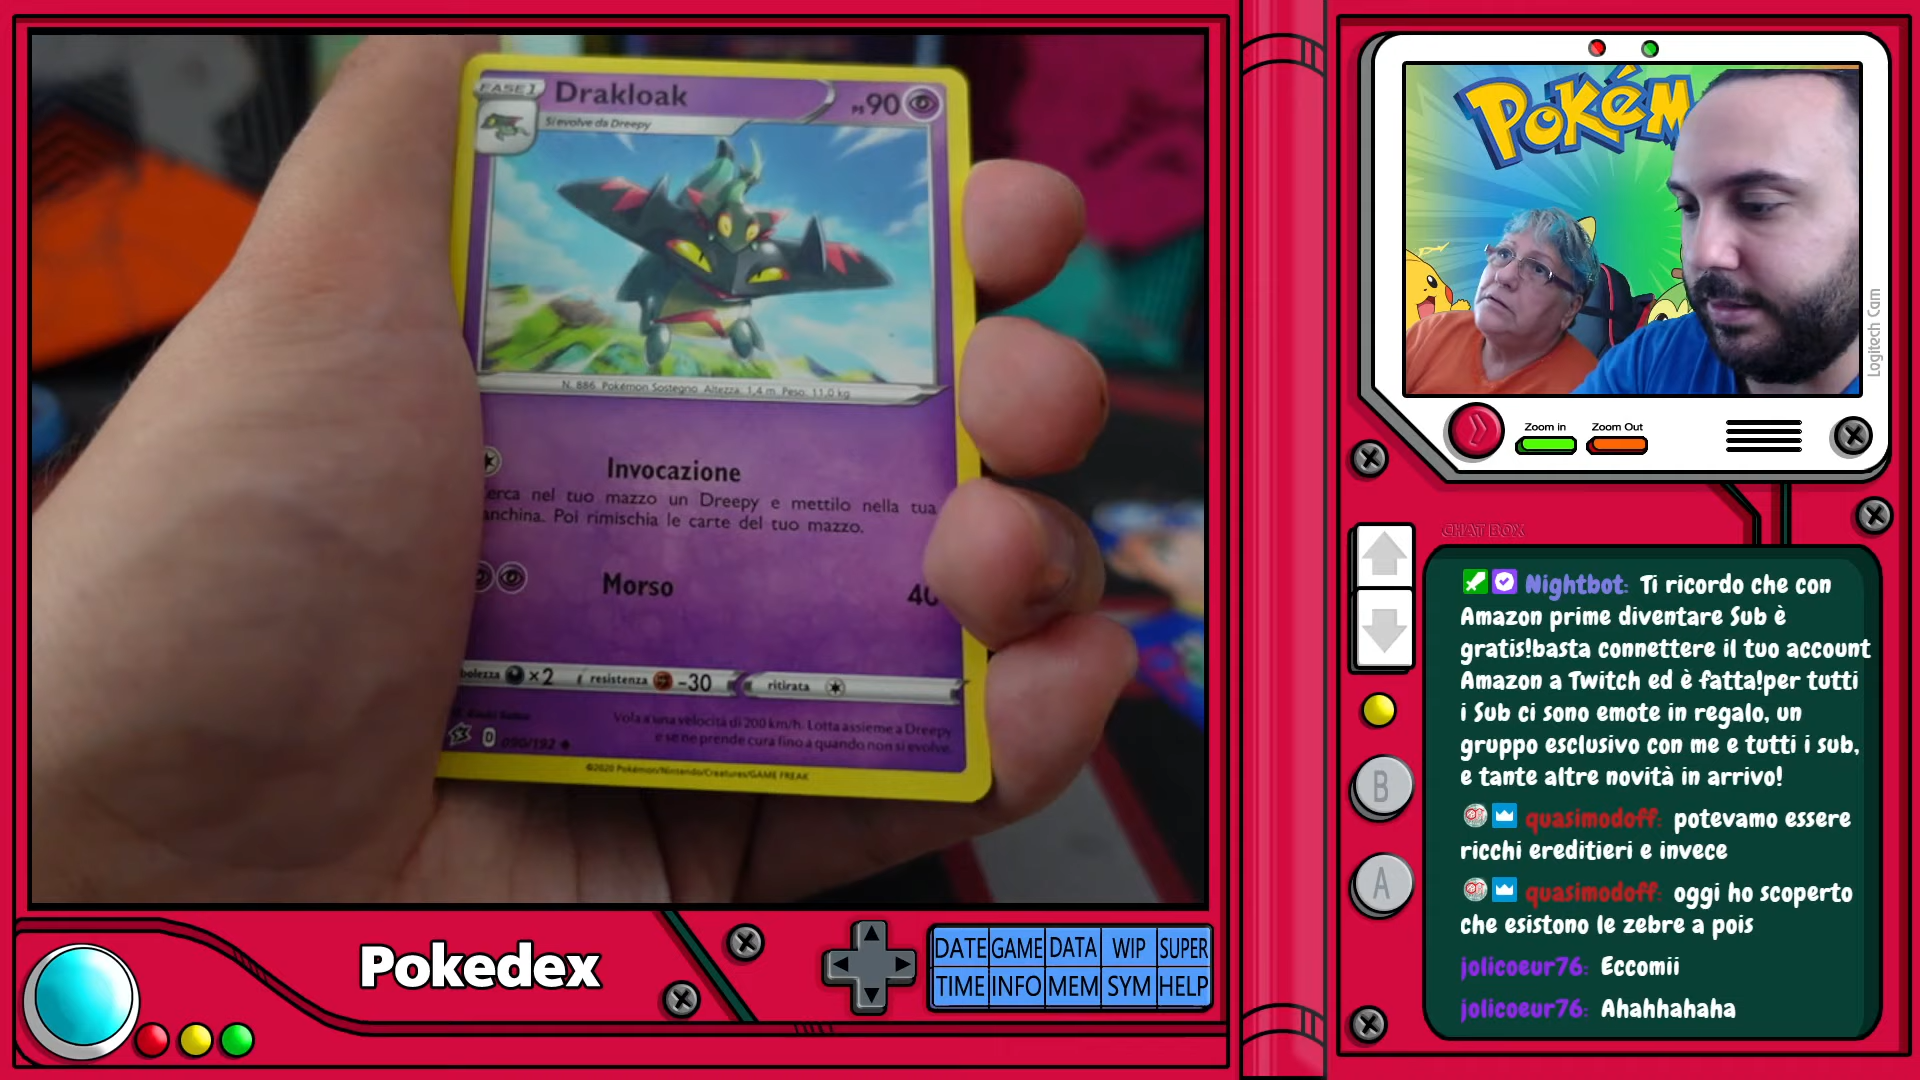 FASE 1
Drakloak
PS 90
Si evolve da Dreepy
N. 886 Pokémon Sostegno Altezza: 1,4 m Peso: 11,0 kg
Invocazione
erca nel tuo mazzo un Dreepy e mettilo nella tua
anchina. Poi rimischia le carte del tuo mazzo.
Morso
40
bolezza ×2 resistenza -30 ritirata
Vola a una velocità di 200 km/h. Lotta assieme a Dreepy
e se ne prende cura fino a quando non si evolve.
D 090/192
©2020 Pokémon/Nintendo/Creatures/GAME FREAK
POKÉM
Logitech Cam
Zoom in
Zoom Out
CHAT BOX
Nightbot: Ti ricordo che con
Amazon prime diventare Sub è
gratis!basta connettere il tuo account
Amazon a Twitch ed è fatta!per tutti
i Sub ci sono emote in regalo, un
gruppo esclusivo con me e tutti i sub,
e tante altre novità in arrivo!
quasimodoff: potevamo essere
ricchi ereditieri e invece
quasimodoff: oggi ho scoperto
che esistono le zebre a pois
jolicoeur76: Eccomii
jolicoeur76: Ahahhahaha
B
A
Pokedex
DATE GAME DATA WIP SUPER
TIME INFO MEM SYM HELP